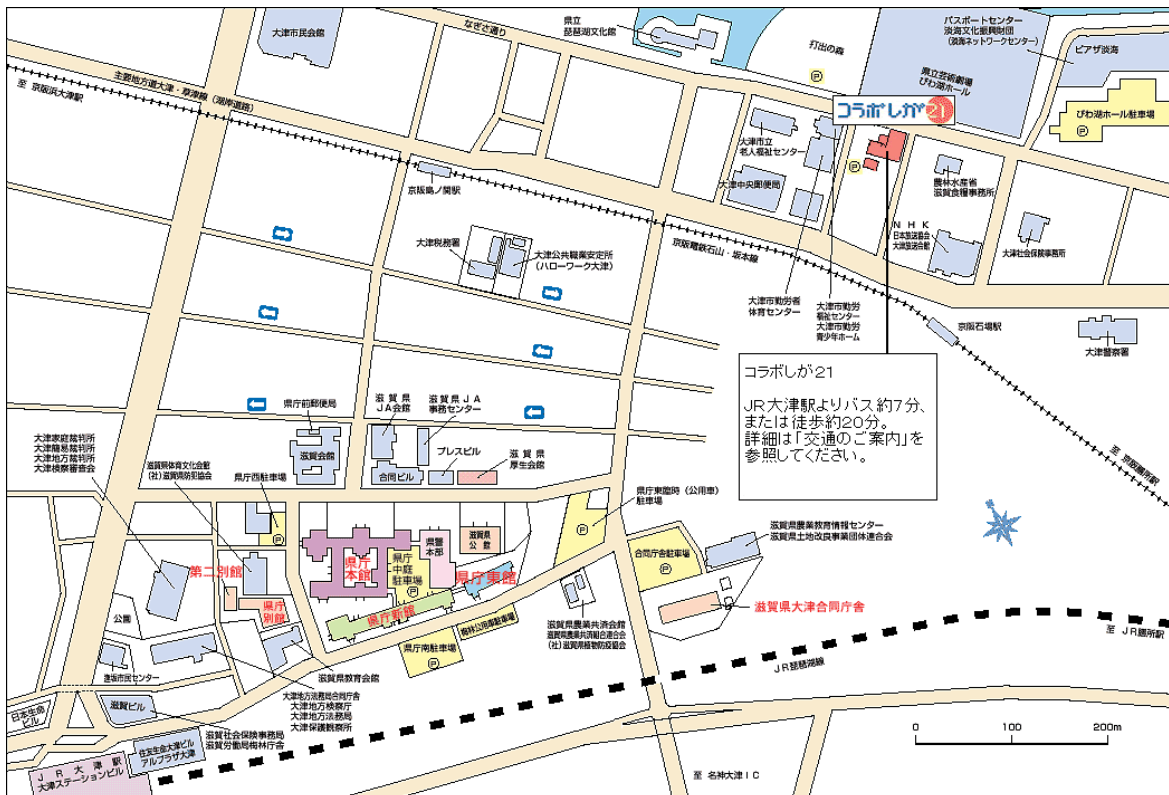 大津市民会館
なぎさ通り
県立
琵琶湖文化館
打出の森
パスポートセンター
淡海文化振興財団
(淡海ネットワークセンター)
ピアザ淡海
県立芸術劇場
びわ湖ホール
びわ湖ホール駐車場
P
P
至 京阪浜大津駅
主要地方道大津・草津線(湖岸道路)
コラボしが21
大津市立
老人福祉センター
P
大津中央郵便局
農林水産省
滋賀食糧事務所
京阪島ノ関駅
NHK
日本放送協会
大津放送会館
大津社会保険事務所
大津税務署
大津公共職業安定所
(ハローワーク大津)
京阪電鉄石山・坂本線
大津市勤労者
体育センター
大津市勤労
福祉センター
大津市勤労
青少年ホーム
京阪石場駅
大津警察署
コラボしが21
JR大津駅よりバス約7分、
または徒歩約20分。
詳細は「交通のご案内」を
参照してください。
至 京阪膳所駅
県庁前郵便局
滋賀県
JA会館
滋賀県JA
事務センター
大津家庭裁判所
大津簡易裁判所
大津地方裁判所
大津検察審査会
滋賀県体育文化会館
(社)滋賀県防犯協会
滋賀会館
プレスビル
滋賀県
厚生会館
県庁西駐車場
P
合同ビル
県庁東臨時(公用車)
駐車場
P
滋賀県農業教育情報センター
滋賀県土地改良事業団体連合会
合同庁舎駐車場
P
第二別館
県庁
別館
県庁
本館
県庁
中庭
駐車場
P
県警
本部
滋賀県
公館
県庁東館
県庁新館
滋賀県大津合同庁舎
公園
県庁南駐車場
P
梅林公用車駐車場
滋賀県農業共済会館
滋賀県農業共済組合連合会
(社)滋賀県植物防疫協会
至 JR膳所駅
JR琵琶湖線
逢坂市民センター
滋賀県教育会館
大津地方法務局合同庁舎
大津地方検察庁
大津地方法務局
大津保護観察所
日本生命
ビル
滋賀ビル
滋賀社会保険事務局
滋賀労働局梅林庁舎
住友生命大津ビル
アルプラザ大津
JR大津駅
大津ステーションビル
至 名神大津IC
0 100 200m